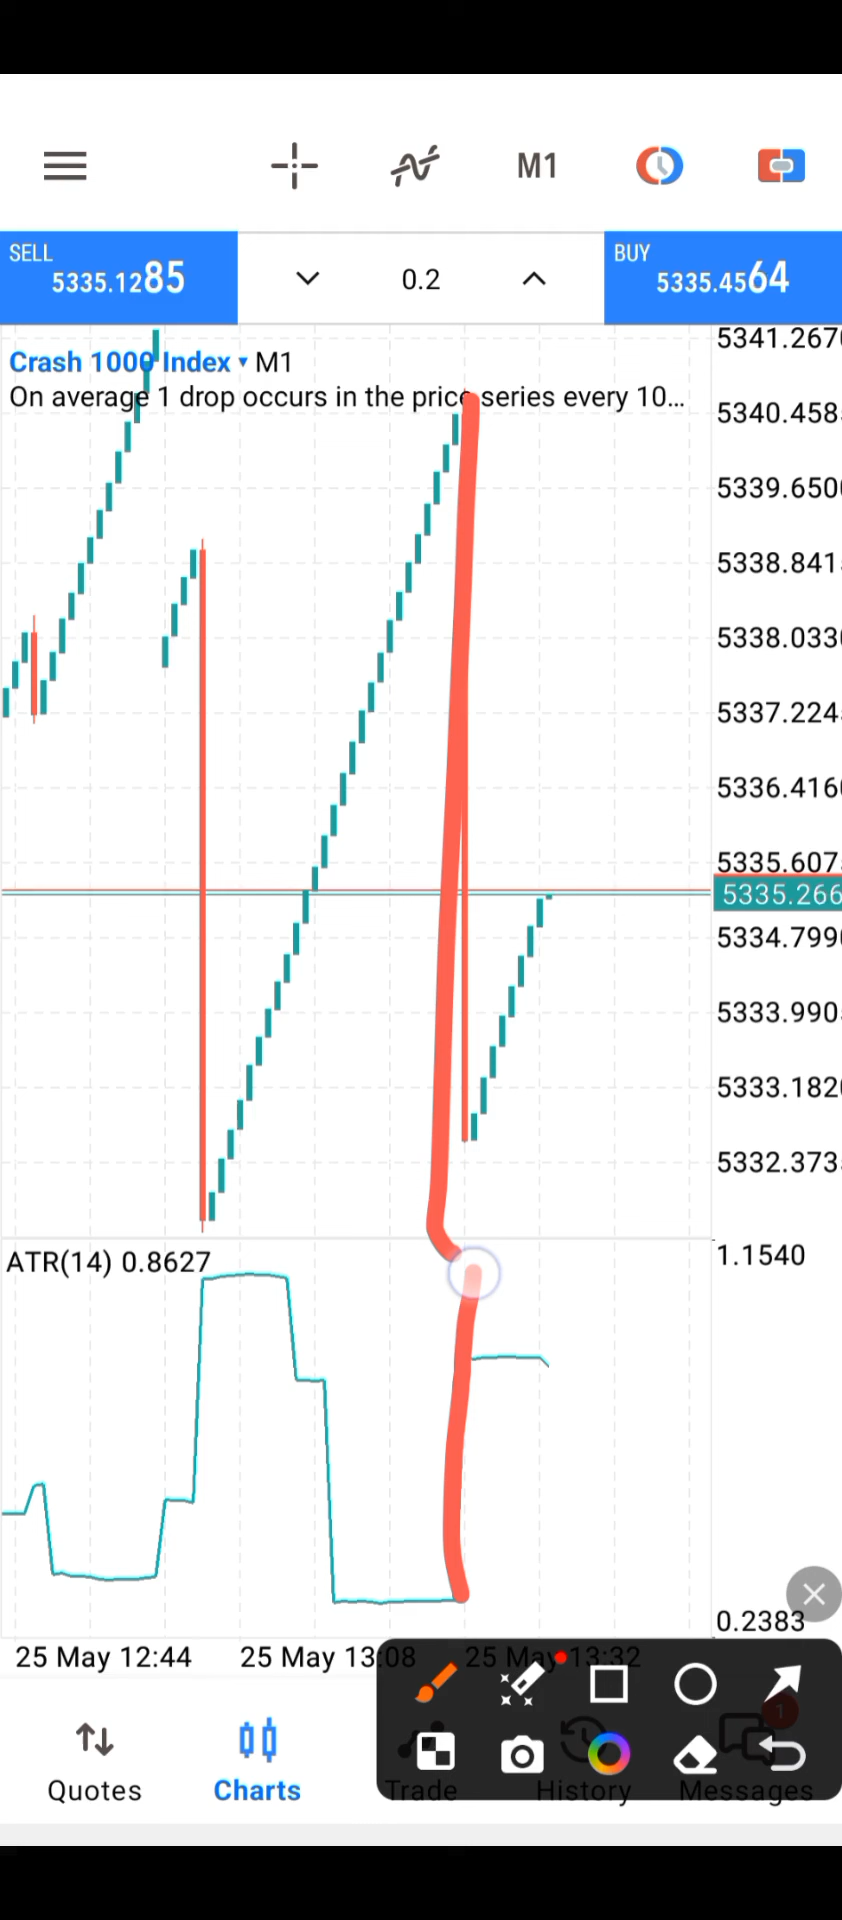 M1
SELL
5335.1285
0.2
BUY
5335.4564
5341.267
Crash 1000 Index ▾ M1
On average 1 drop occurs in the price series every 10...
5340.458
5339.650
5338.841
5338.033
5337.224
5336.416
5335.607
5335.266
5334.799
5333.990
5333.182
5332.373
ATR(14) 0.8627
1.1540
0.2383
25 May 12:44
25 May 13:08
25 May 13:32
1
Quotes
Charts
Trade
History
Messages